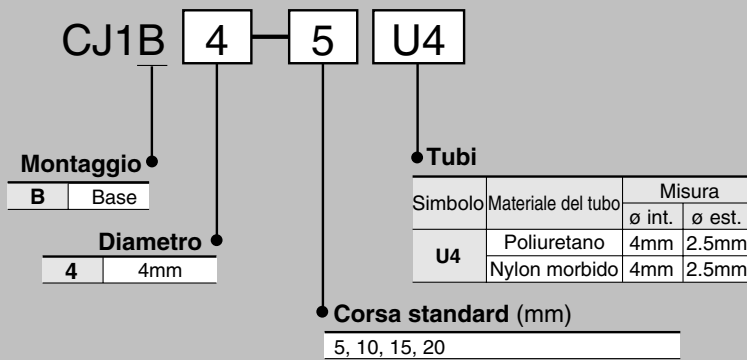 CJ1B 4 — 5 U4
Montaggio
B Base
Diametro
4 4mm
Tubi
Simbolo Materiale del tubo Misura
ø int. ø est.
U4 Poliuretano 4mm 2.5mm
Nylon morbido 4mm 2.5mm
Corsa standard (mm)
5, 10, 15, 20